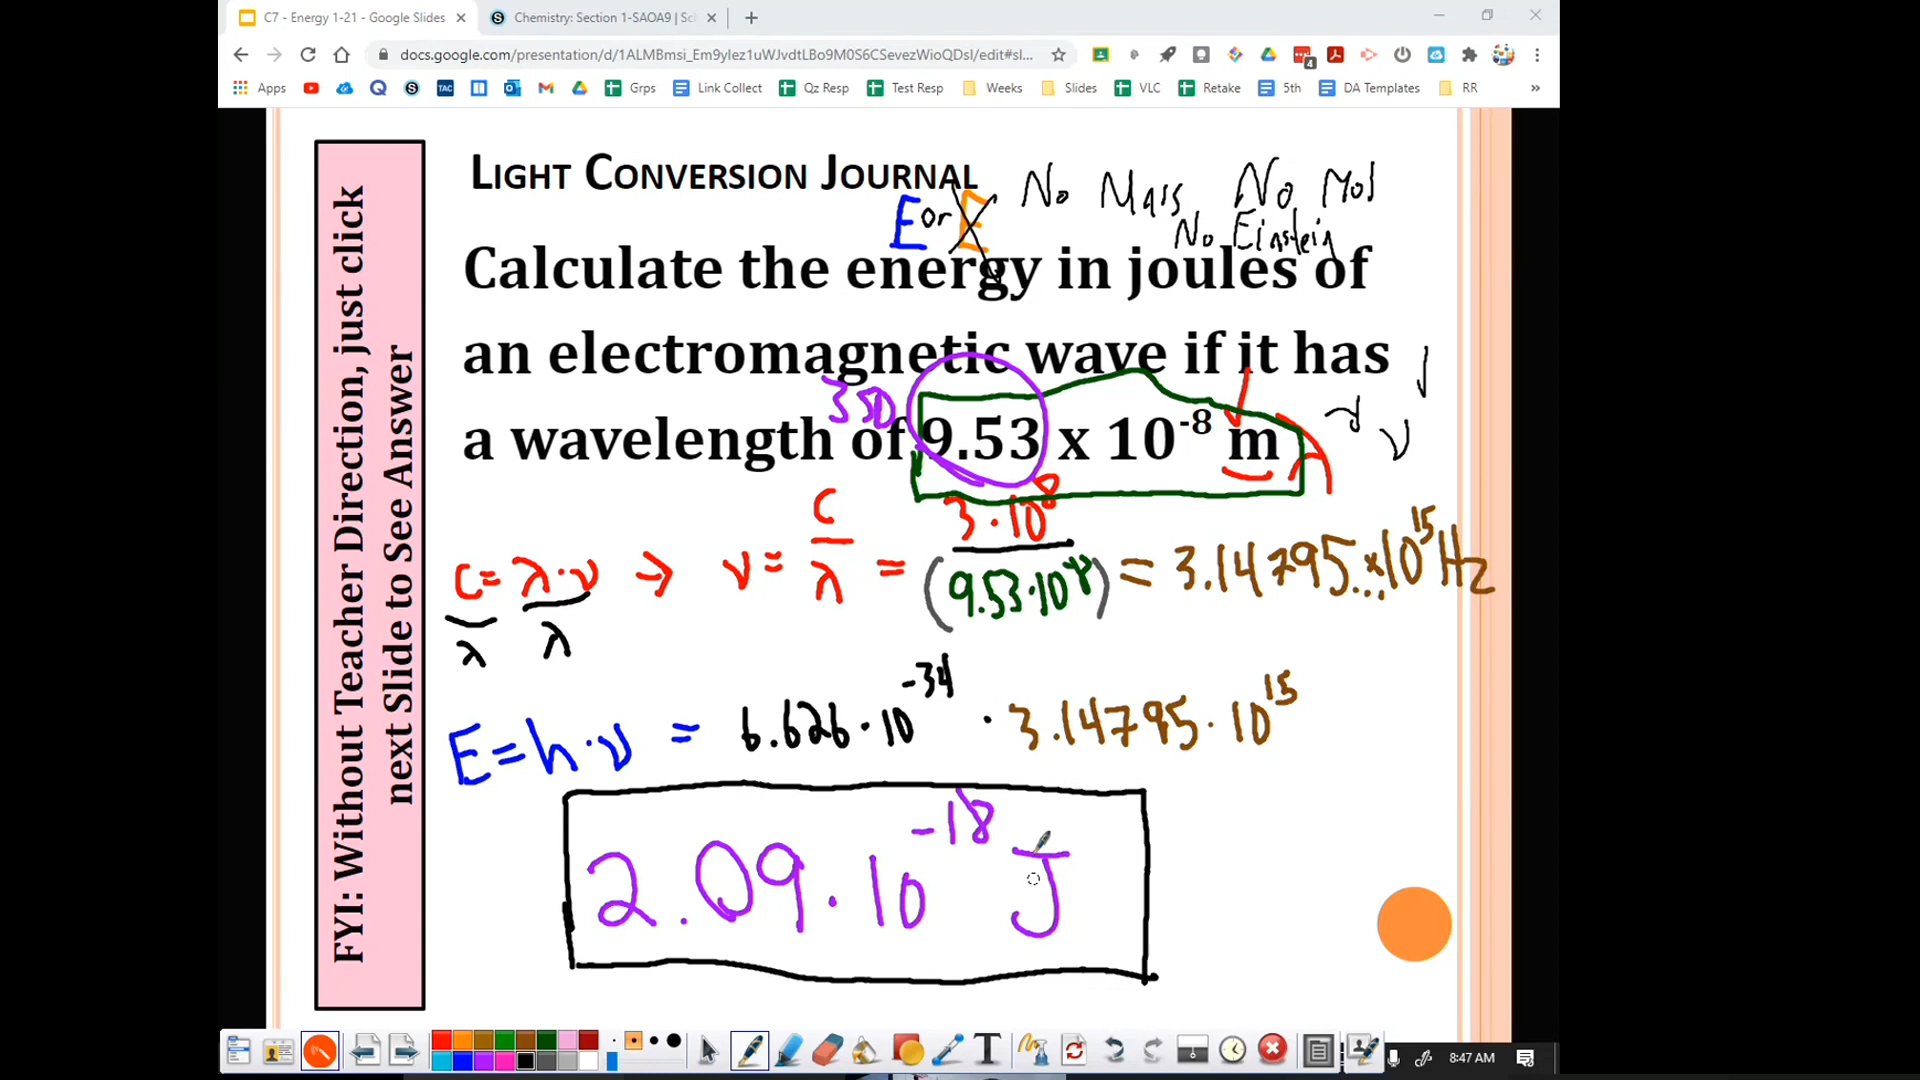 C7 - Energy 1-21 - Google Slides
Chemistry: Section 1-SAOA9 | Sch
docs.google.com/presentation/d/1ALMBmsi_Em9ylez1uWJvdtLBo9M0S6CSevezWioQDsI/edit#sl...
Apps Grps Link Collect Qz Resp Test Resp Weeks Slides VLC Retake 5th DA Templates RR »
FYI: Without Teacher Direction, just click
next Slide to See Answer
LIGHT CONVERSION JOURNAL
No Mass No Mol
E or E No Einstein
Calculate the energy in joules of
an electromagnetic wave if it has
350
a wavelength of 9.53 x 10⁻⁸ m
c = λ·ν → ν = c/λ = 3·10⁸/(9.53·10⁻⁸) = 3.14795...×10¹⁵ Hz
λ λ
E = h·ν = 6.626·10⁻³⁴ · 3.14795·10¹⁵
2.09·10⁻¹⁸ J
8:47 AM